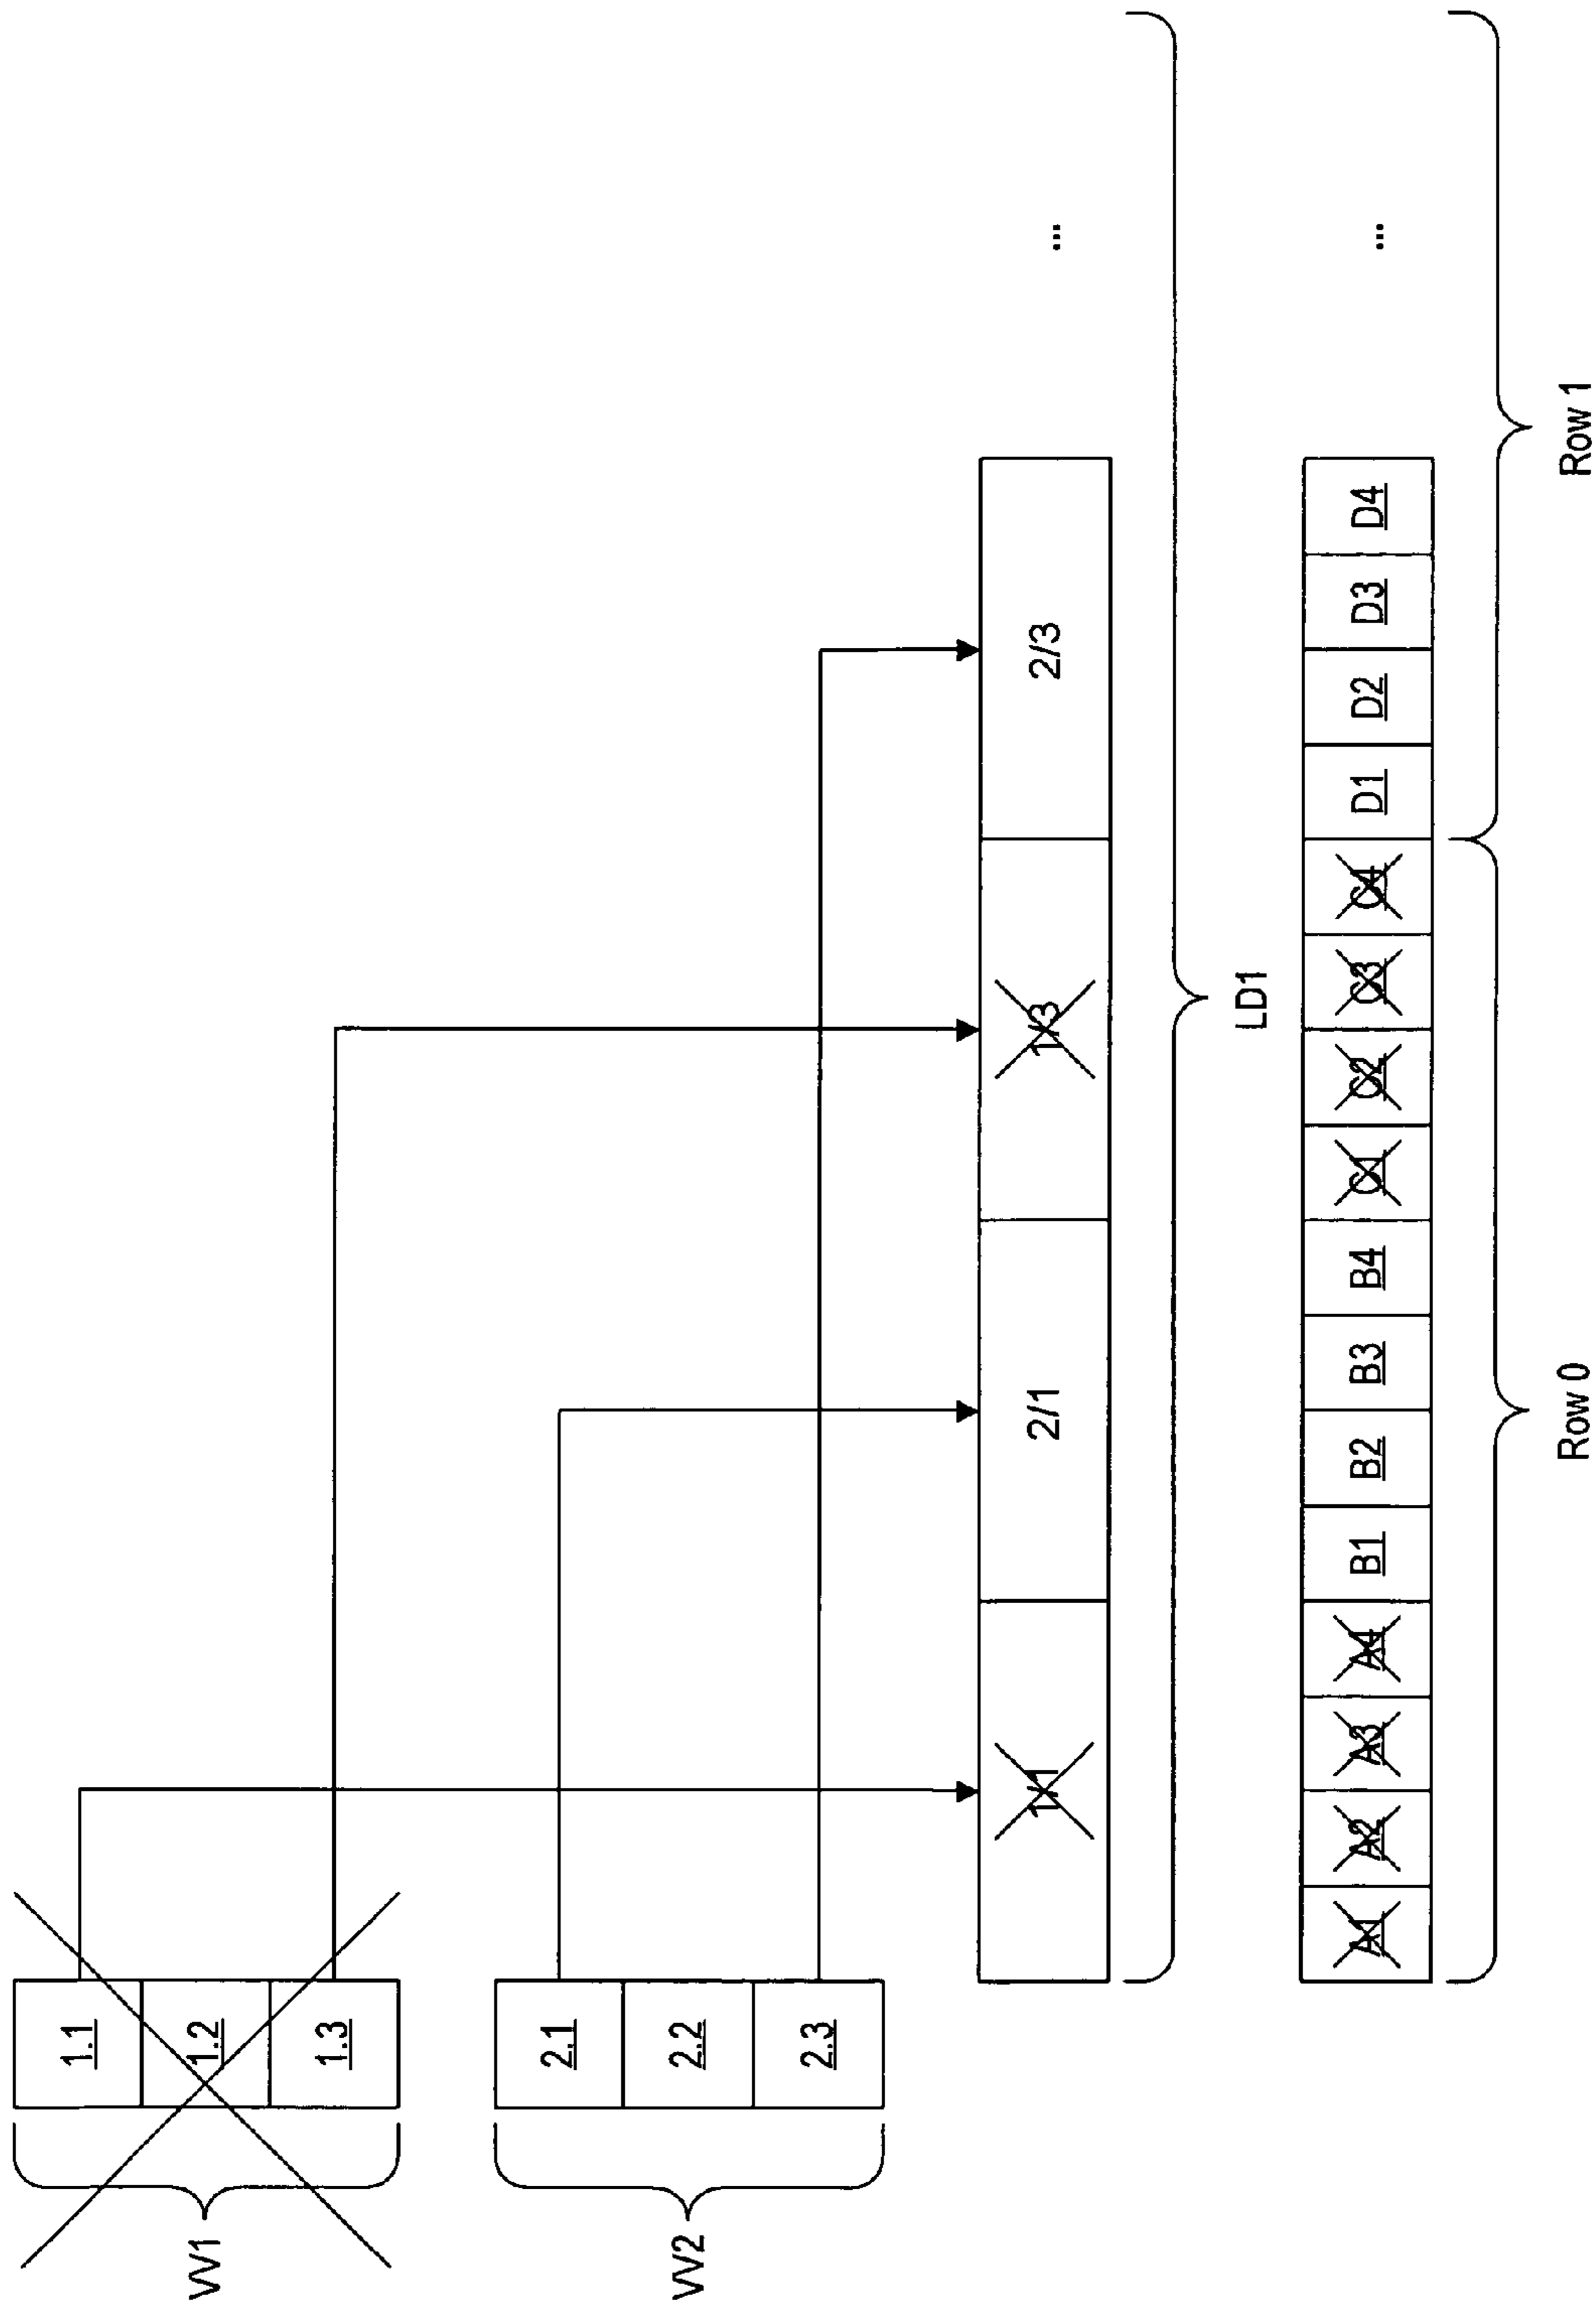 VV1
1.1
1.2
1.3
VV2
2.1
2.2
2.3
1/1
2/1
1/3
2/3
...
LD1
A1
A2
A3
A4
B1
B2
B3
B4
C1
C2
C3
C4
D1
D2
D3
D4
...
Row 0
Row 1